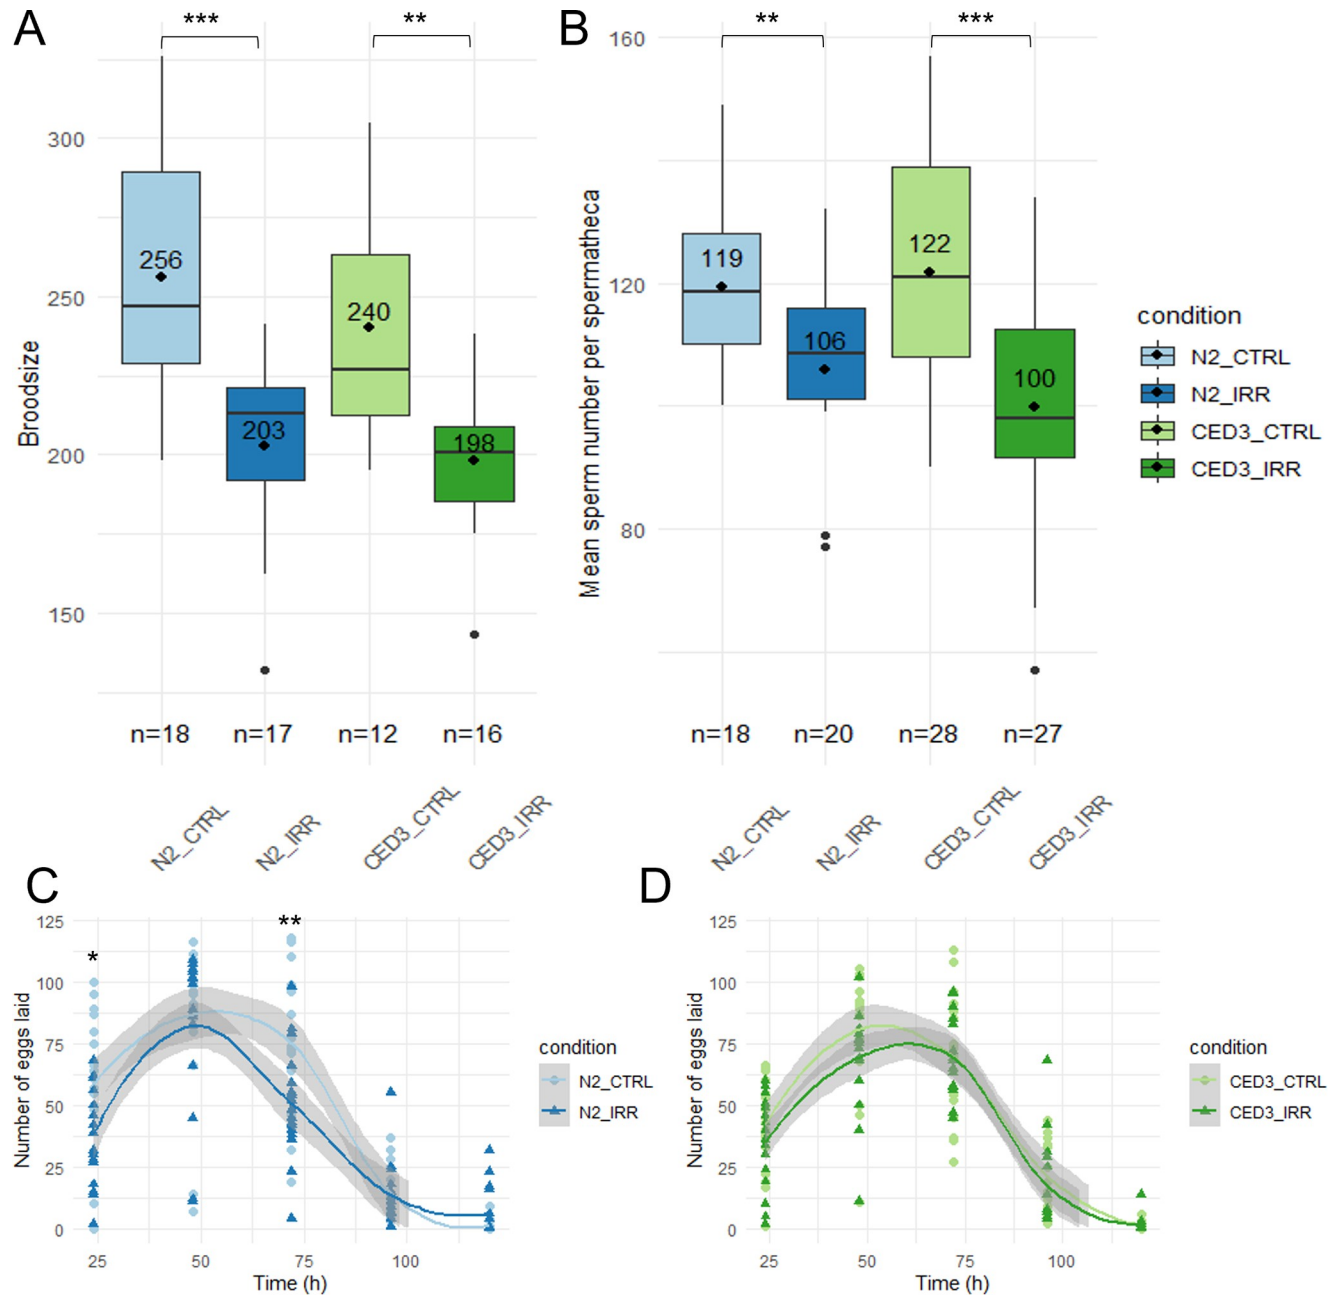 A
***
**
Broodsize
300
250
200
150
256
203
240
198
n=18
n=17
n=12
n=16
N2_CTRL
N2_IRR
CED3_CTRL
CED3_IRR
B
**
***
Mean sperm number per spermatheca
160
120
80
119
106
122
100
n=18
n=20
n=28
n=27
N2_CTRL
N2_IRR
CED3_CTRL
CED3_IRR
condition
N2_CTRL
N2_IRR
CED3_CTRL
CED3_IRR
C
*
**
Number of eggs laid
125
100
75
50
25
0
25
50
75
100
Time (h)
condition
N2_CTRL
N2_IRR
D
Number of eggs laid
125
100
75
50
25
0
25
50
75
100
Time (h)
condition
CED3_CTRL
CED3_IRR